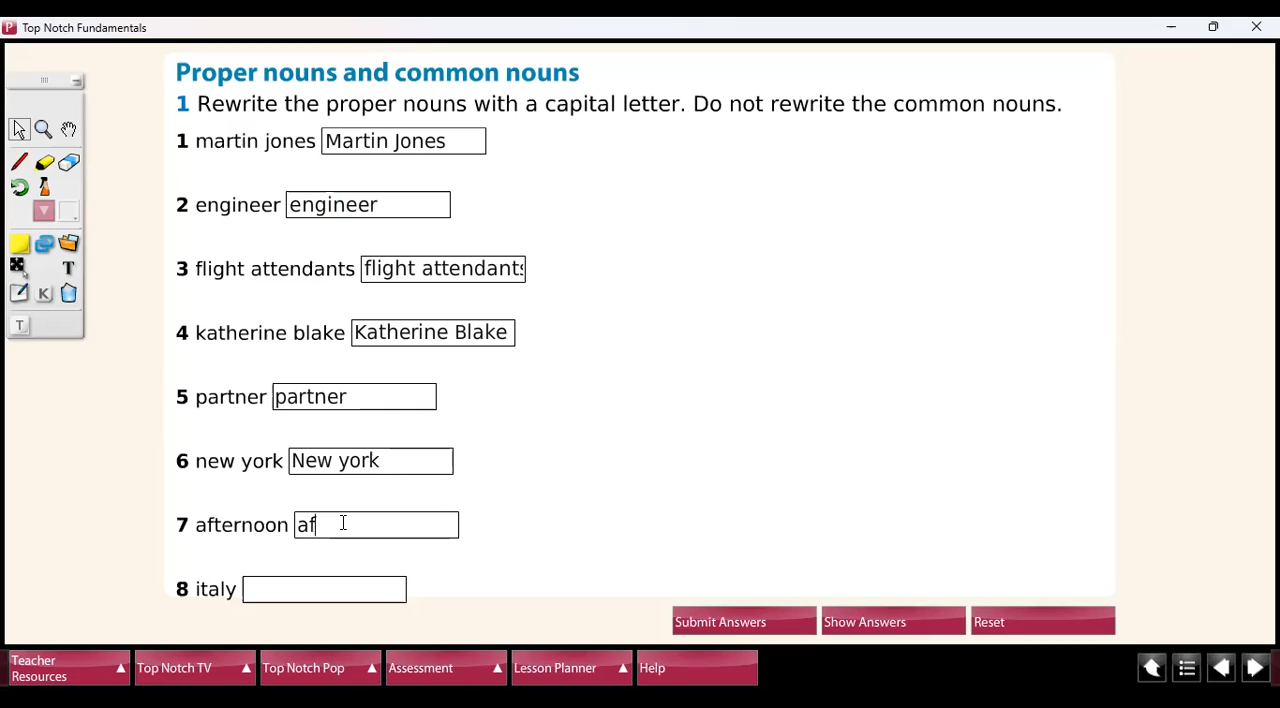 Top Notch Fundamentals
Proper nouns and common nouns
1 Rewrite the proper nouns with a capital letter. Do not rewrite the common nouns.
1 martin jones Martin Jones
2 engineer engineer
3 flight attendants flight attendants
4 katherine blake Katherine Blake
5 partner partner
6 new york New york
7 afternoon af
8 italy
T
K
T
Submit Answers Show Answers Reset
Teacher Resources Top Notch TV Top Notch Pop Assessment Lesson Planner Help